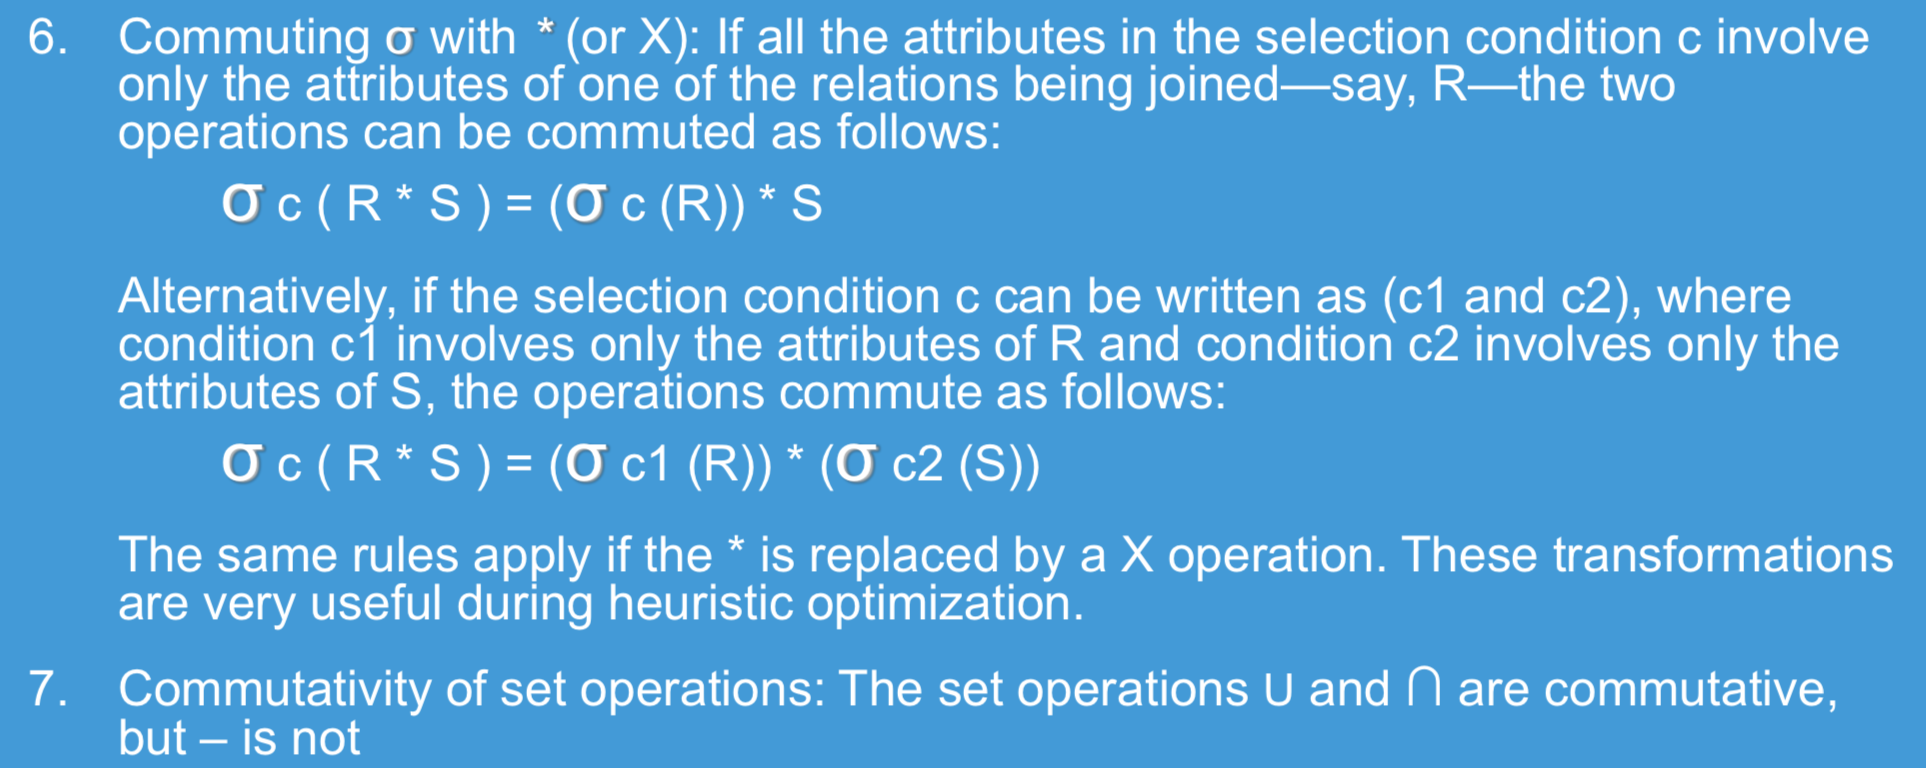 6. Commuting σ with * (or X): If all the attributes in the selection condition c involve
only the attributes of one of the relations being joined—say, R—the two
operations can be commuted as follows:
σ c ( R * S ) = (σ c (R)) * S
Alternatively, if the selection condition c can be written as (c1 and c2), where
condition c1 involves only the attributes of R and condition c2 involves only the
attributes of S, the operations commute as follows:
σ c ( R * S ) = (σ c1 (R)) * (σ c2 (S))
The same rules apply if the * is replaced by a X operation. These transformations
are very useful during heuristic optimization.
7. Commutativity of set operations: The set operations U and ∩ are commutative,
but – is not